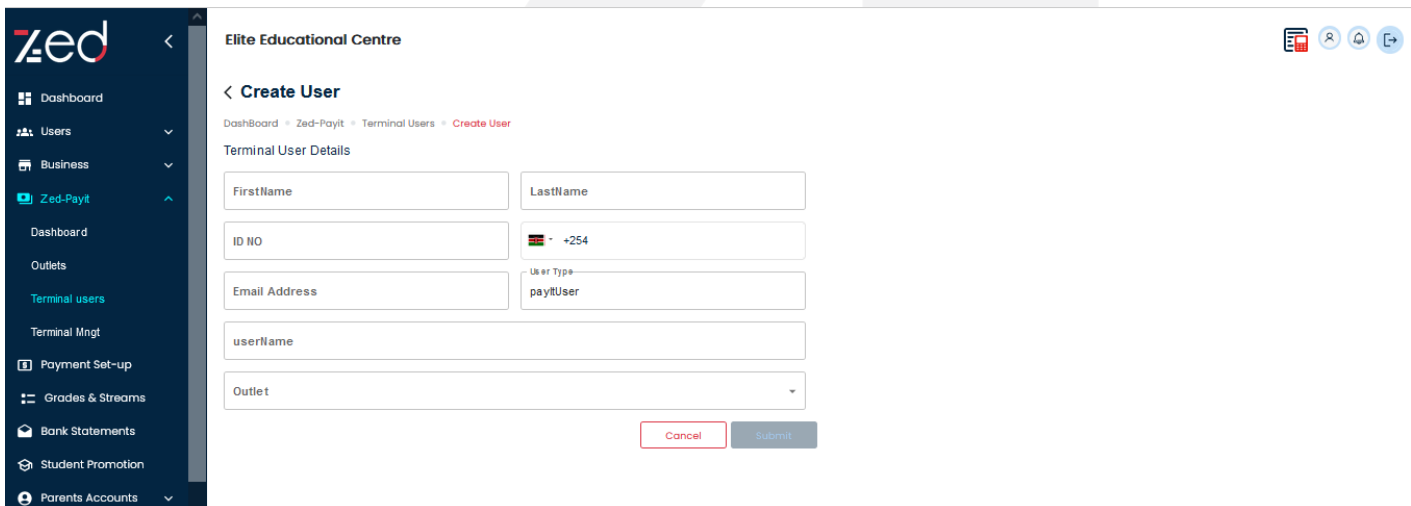 zed
Dashboard
Users
Business
Zed-Payit
Dashboard
Outlets
Terminal users
Terminal Mngt
Payment Set-up
Grades & Streams
Bank Statements
Student Promotion
Parents Accounts
Elite Educational Centre
Create User
DashBoard Zed-Payit Terminal Users Create User
Terminal User Details
FirstName LastName
ID NO +254
User Type
Email Address payItUser
userName
Outlet
Cancel Submit